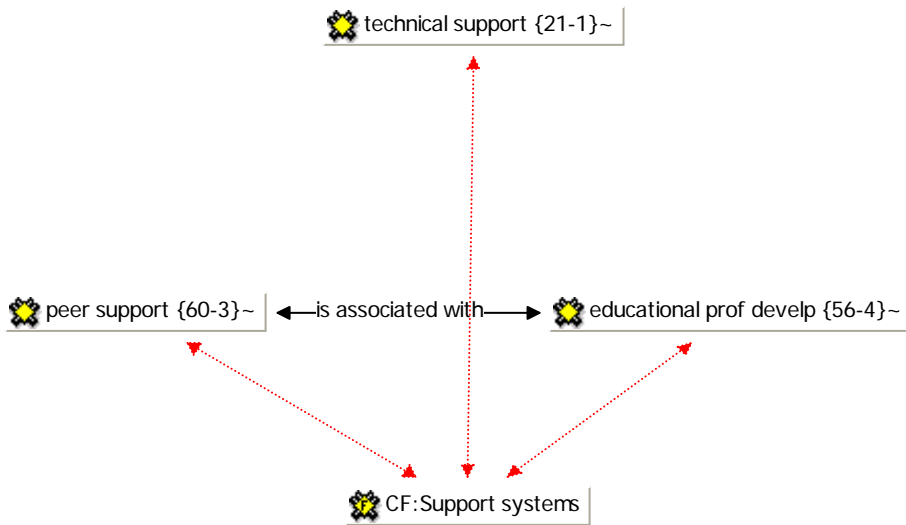 technical support {21-1}~
peer support {60-3}~
is associated with
educational prof develp {56-4}~
F CF:Support systems